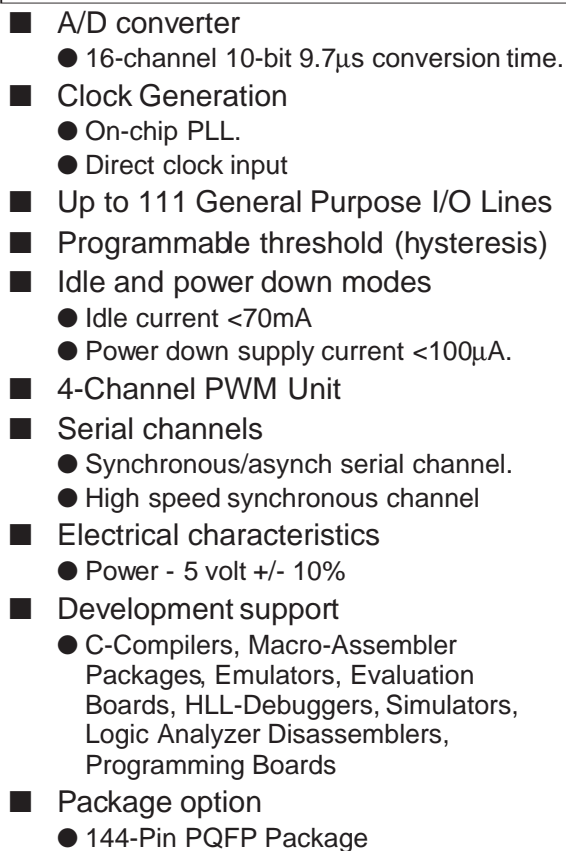 ■ A/D converter
● 16-channel 10-bit 9.7μs conversion time.
■ Clock Generation
● On-chip PLL.
● Direct clock input
■ Up to 111 General Purpose I/O Lines
■ Programmable threshold (hysteresis)
■ Idle and power down modes
● Idle current <70mA
● Power down supply current <100μA.
■ 4-Channel PWM Unit
■ Serial channels
● Synchronous/asynch serial channel.
● High speed synchronous channel
■ Electrical characteristics
● Power - 5 volt +/- 10%
■ Development support
● C-Compilers, Macro-Assembler
Packages, Emulators, Evaluation
Boards, HLL-Debuggers, Simulators,
Logic Analyzer Disassemblers,
Programming Boards
■ Package option
● 144-Pin PQFP Package